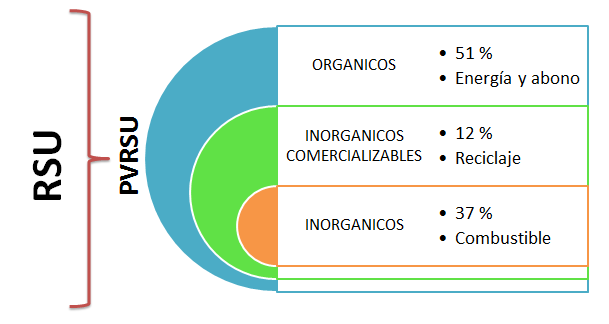 RSU
PVRSU
ORGANICOS
• 51 %
• Energía y abono
INORGANICOS
COMERCIALIZABLES
• 12 %
• Reciclaje
INORGANICOS
• 37 %
• Combustible